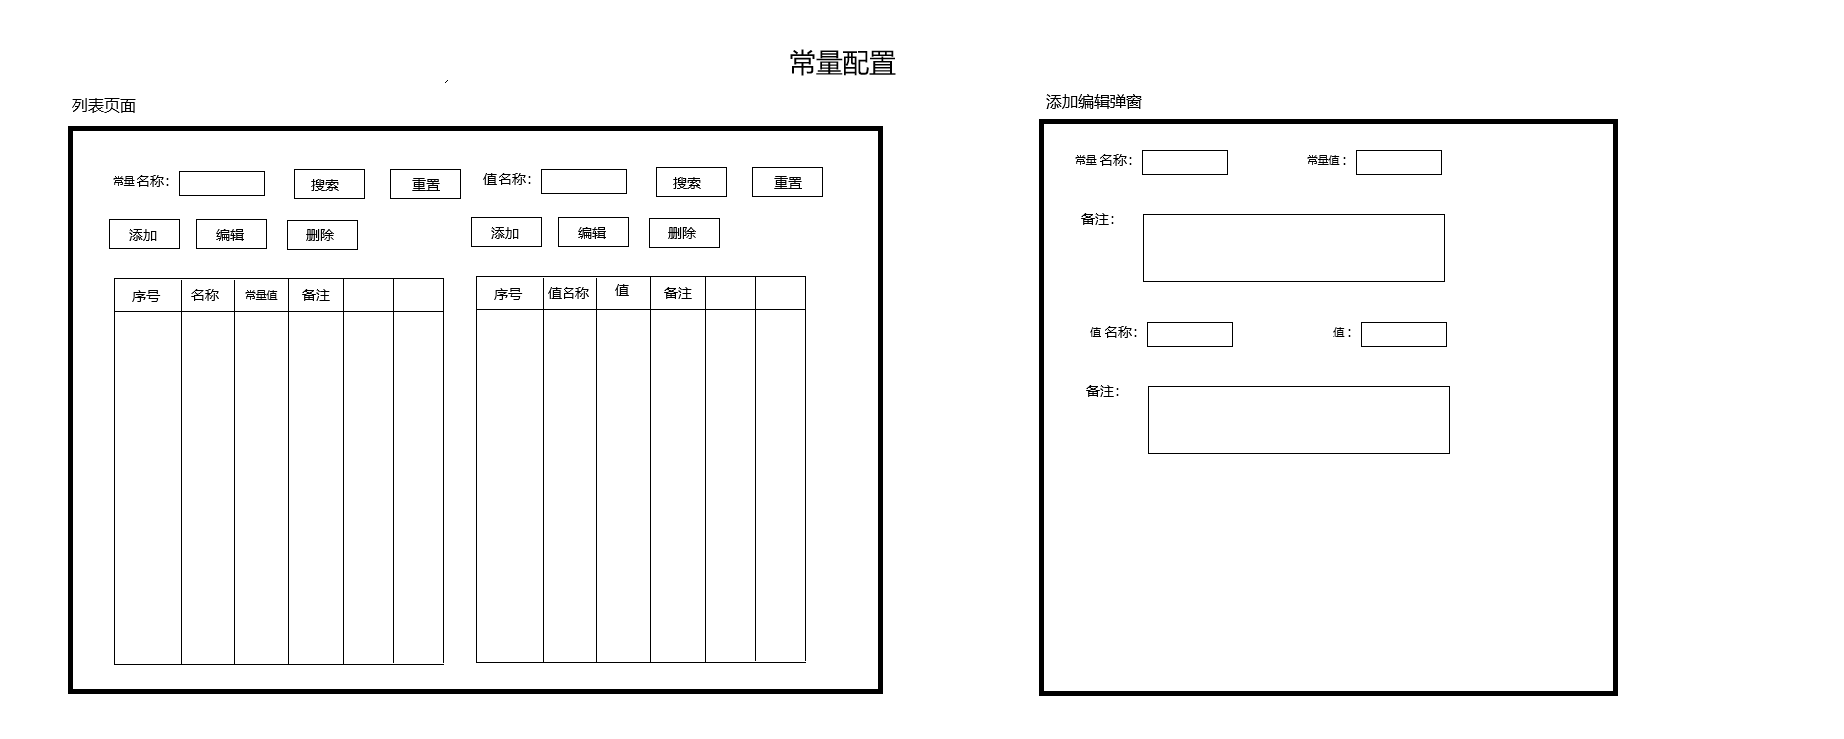 常量配置
列表页面
常量名称： 搜索 重置 值名称： 搜索 重置
添加 编辑 删除 添加 编辑 删除
序号 名称 常量值 备注 序号 值名称 值 备注
添加编辑弹窗
常量名称： 常量值：
备注：
值 名称： 值：
备注：